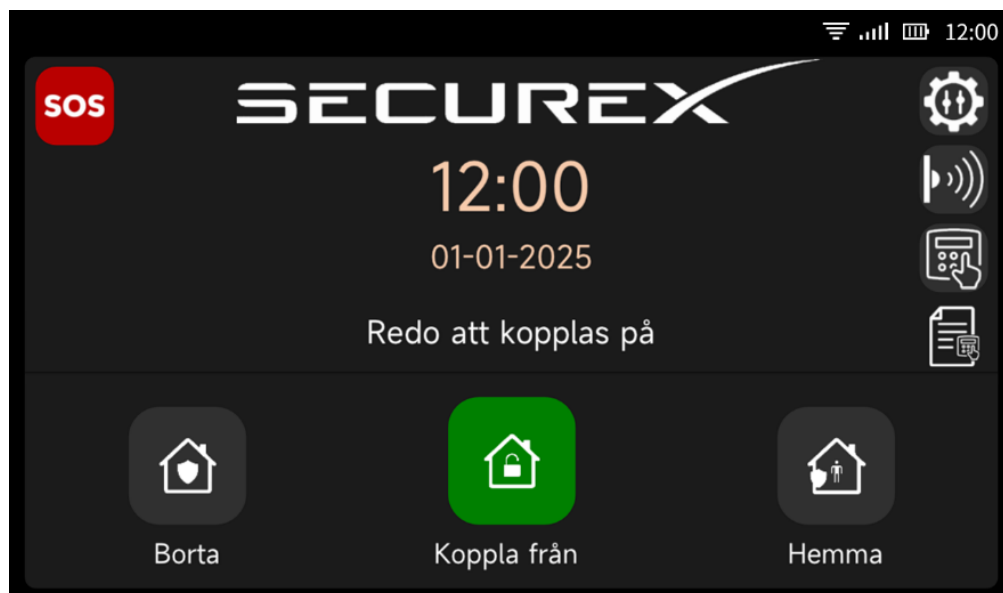 12:00
SOS
SECUREX
12:00
01-01-2025
Redo att kopplas på
Borta
Koppla från
Hemma